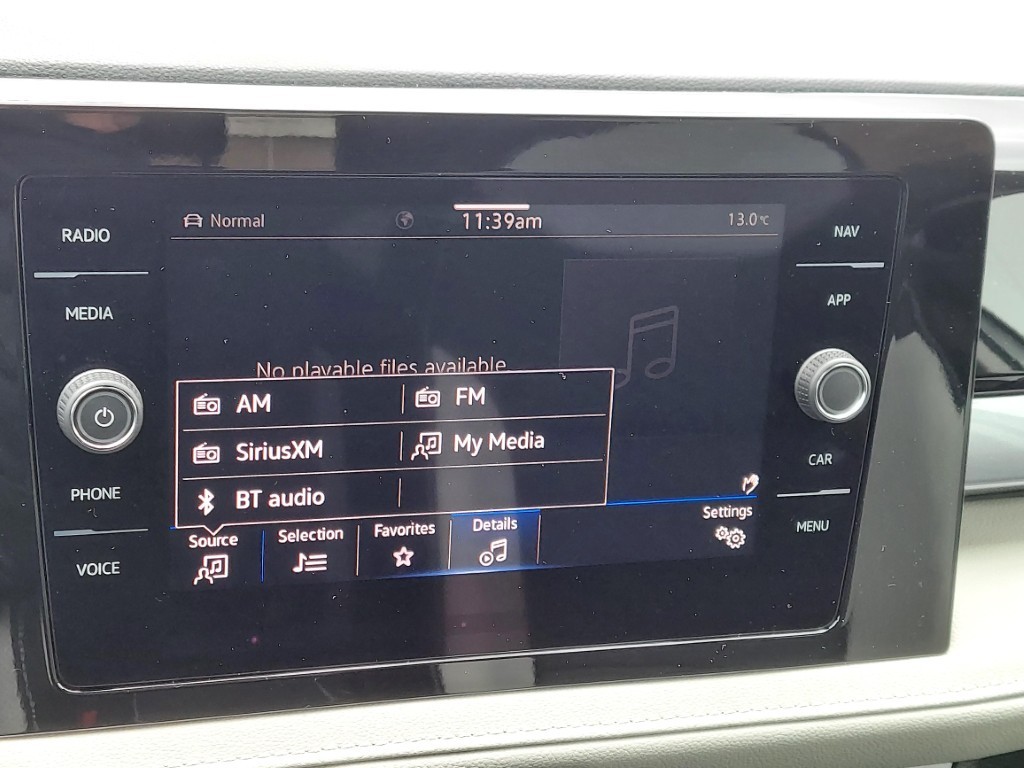 RADIO
MEDIA
PHONE
VOICE
Normal
11:39am
13.0°C
No playable files available
AM
FM
SiriusXM
My Media
BT audio
Source
Selection
Favorites
Details
Settings
NAV
APP
CAR
MENU